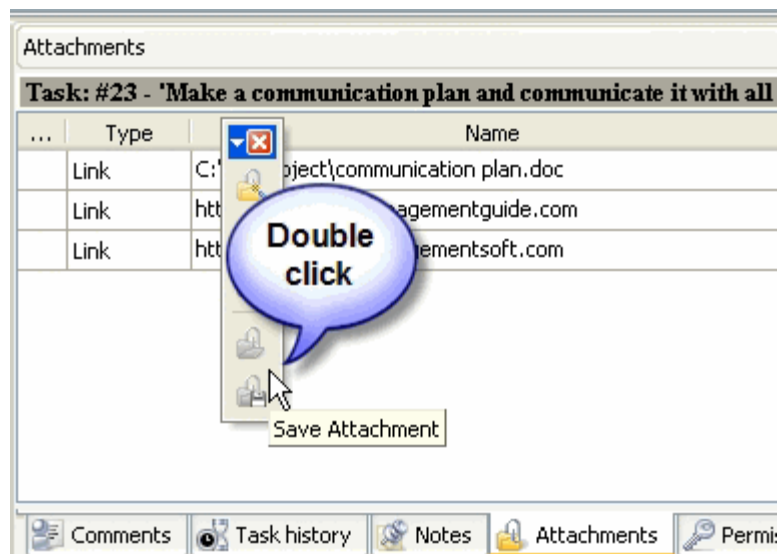 Attachments
Task: #23 - 'Make a communication plan and communicate it with all
... Type Name
Link C:\ oject\communication plan.doc
Link htt agementguide.com
Link htt ementsoft.com
Double
click
Save Attachment
Comments Task history Notes Attachments Permi